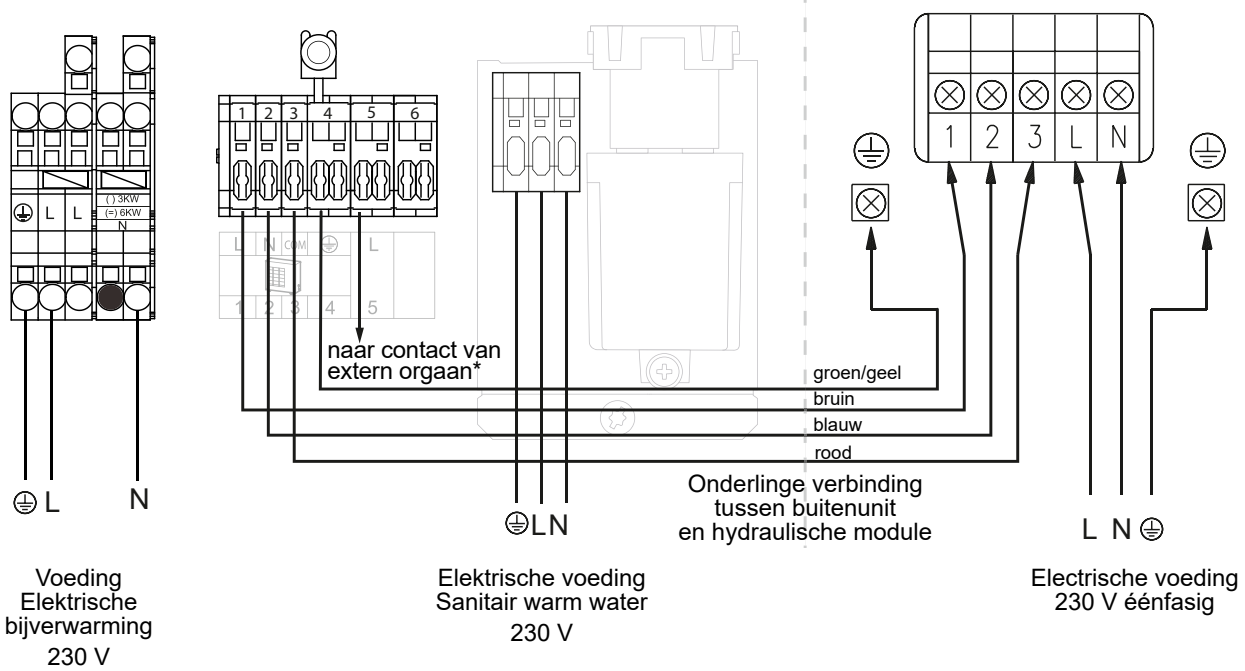 1 2 3 4 5 6
L L
( ) 3KW
(=) 6KW
N
L N COM L
1 2 3 4 5
1 2 3 L N
naar contact van
extern orgaan*
groen/geel
bruin
blauw
rood
Onderlinge verbinding
tussen buitenunit
en hydraulische module
L N
LN
L N
Voeding
Elektrische
bijverwarming
230 V
Elektrische voeding
Sanitair warm water
230 V
Electrische voeding
230 V éénfasig